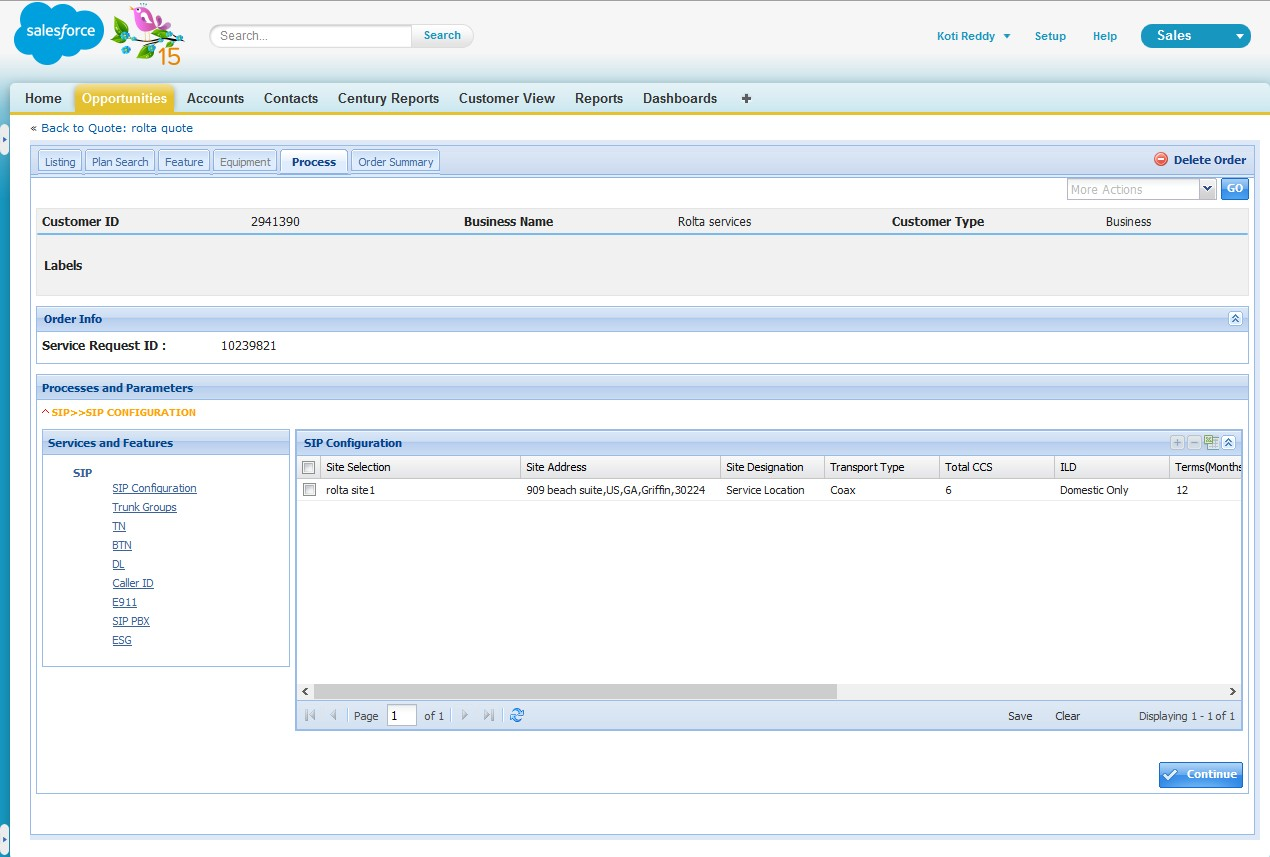 salesforce 15 Search... Search Koti Reddy Setup Help Sales
Home Opportunities Accounts Contacts Century Reports Customer View Reports Dashboards +
« Back to Quote: rolta quote
Listing Plan Search Feature Equipment Process Order Summary Delete Order
More Actions GO
Customer ID 2941390 Business Name Rolta services Customer Type Business
Labels
Order Info
Service Request ID : 10239821
Processes and Parameters
^ SIP>>SIP CONFIGURATION
Services and Features
SIP
SIP Configuration
Trunk Groups
TN
BTN
DL
Caller ID
E911
SIP PBX
ESG
SIP Configuration
Site Selection Site Address Site Designation Transport Type Total CCS ILD Terms(Months
rolta site1 909 beach suite,US,GA,Griffin,30224 Service Location Coax 6 Domestic Only 12
Page 1 of 1 Save Clear Displaying 1 - 1 of 1
Continue